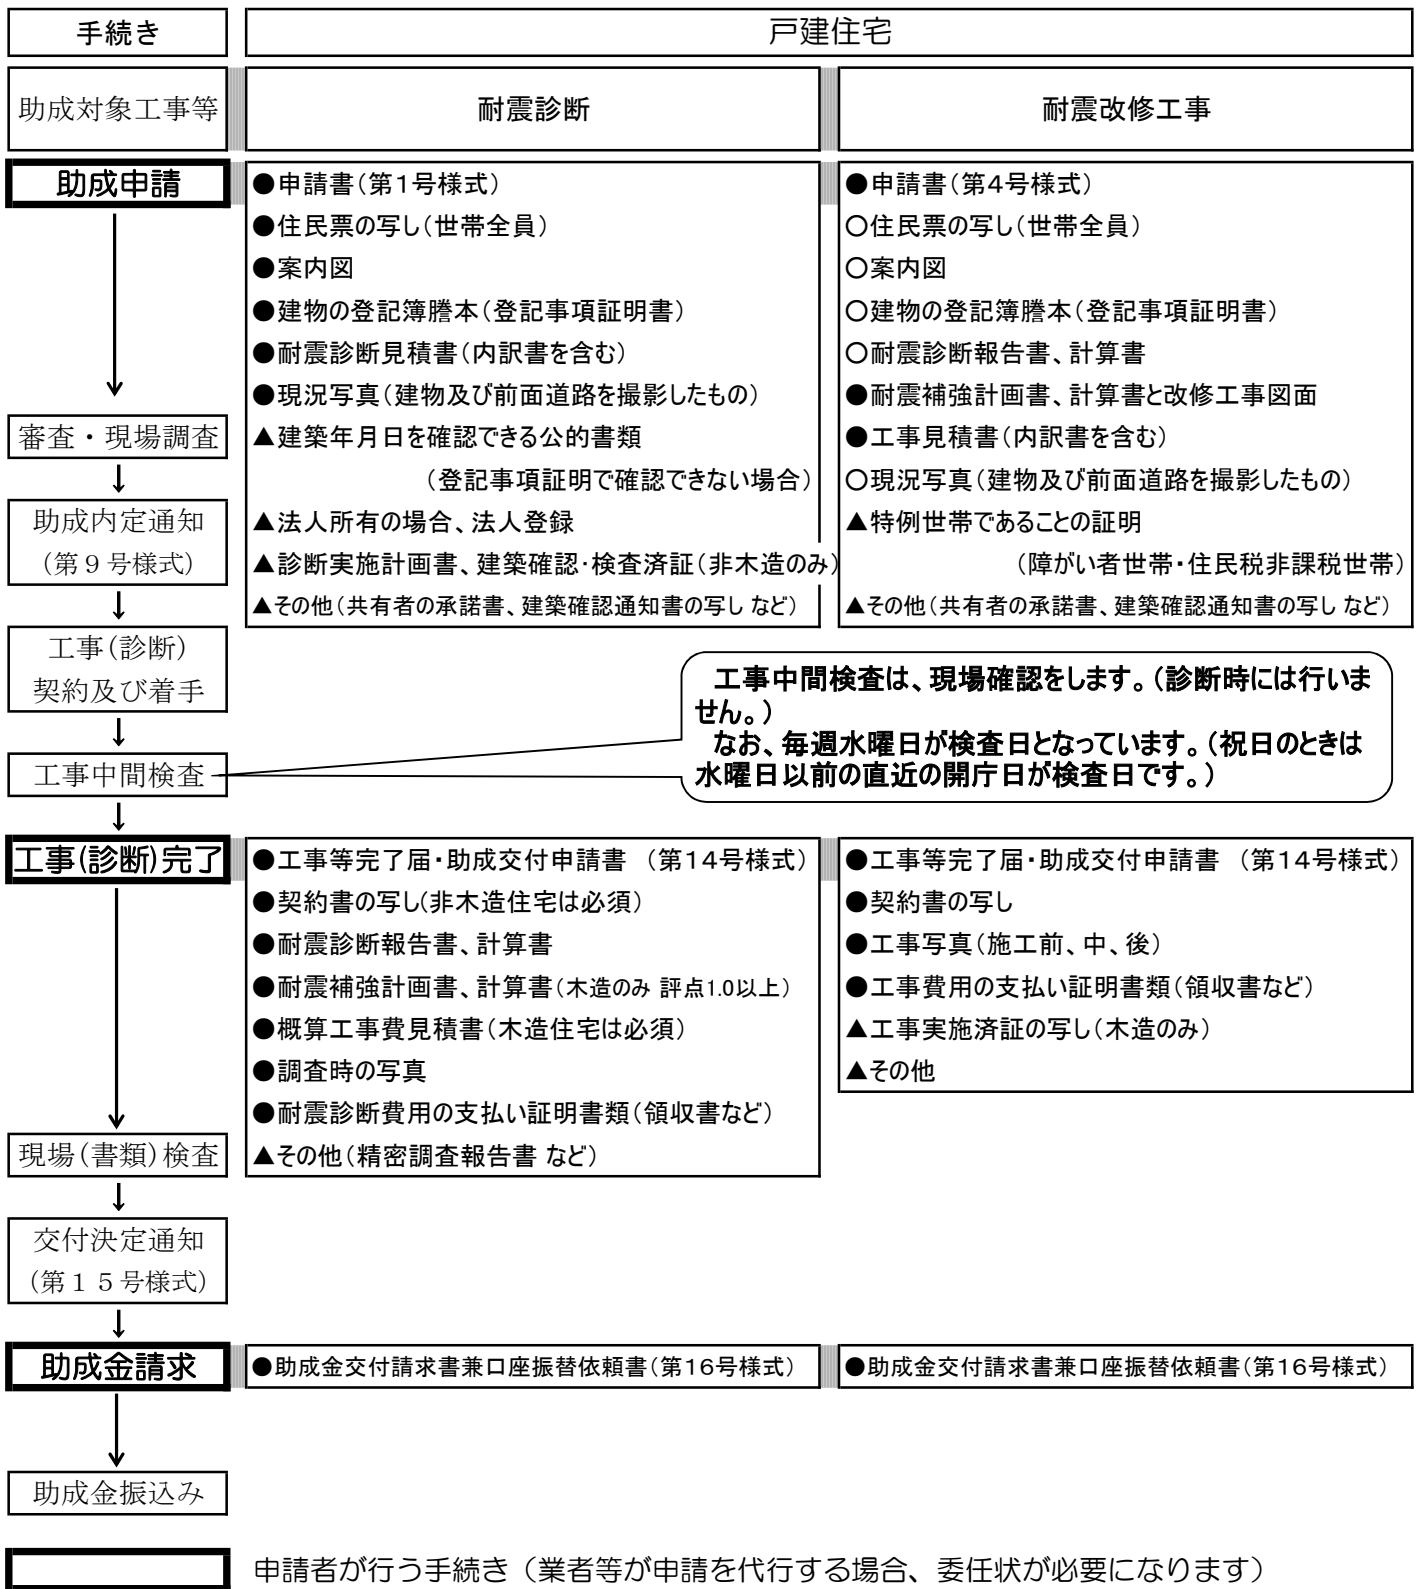 手続き
戸建住宅
助成対象工事等
耐震診断
耐震改修工事
助成申請
●申請書(第1号様式)
●住民票の写し(世帯全員)
●案内図
●建物の登記簿謄本(登記事項証明書)
●耐震診断見積書(内訳書を含む)
●現況写真(建物及び前面道路を撮影したもの)
▲建築年月日を確認できる公的書類
(登記事項証明で確認できない場合)
▲法人所有の場合、法人登録
▲診断実施計画書、建築確認・検査済証(非木造のみ)
▲その他(共有者の承諾書、建築確認通知書の写し など)
●申請書(第4号様式)
○住民票の写し(世帯全員)
○案内図
○建物の登記簿謄本(登記事項証明書)
○耐震診断報告書、計算書
●耐震補強計画書、計算書と改修工事図面
●工事見積書(内訳書を含む)
○現況写真(建物及び前面道路を撮影したもの)
▲特例世帯であることの証明
(障がい者世帯・住民税非課税世帯)
▲その他(共有者の承諾書、建築確認通知書の写し など)
審査・現場調査
助成内定通知
(第9号様式)
工事(診断)
契約及び着手
工事中間検査
工事中間検査は、現場確認をします。(診断時には行いま
せん。)
なお、毎週水曜日が検査日となっています。(祝日のときは
水曜日以前の直近の開庁日が検査日です。)
工事(診断)完了
●工事等完了届・助成交付申請書 (第14号様式)
●契約書の写し(非木造住宅は必須)
●耐震診断報告書、計算書
●耐震補強計画書、計算書(木造のみ 評点1.0以上)
●概算工事費見積書(木造住宅は必須)
●調査時の写真
●耐震診断費用の支払い証明書類(領収書など)
▲その他(精密調査報告書 など)
●工事等完了届・助成交付申請書 (第14号様式)
●契約書の写し
●工事写真(施工前、中、後)
●工事費用の支払い証明書類(領収書など)
▲工事実施済証の写し(木造のみ)
▲その他
現場(書類)検査
交付決定通知
(第15号様式)
助成金請求
●助成金交付請求書兼口座振替依頼書(第16号様式)
●助成金交付請求書兼口座振替依頼書(第16号様式)
助成金振込み
申請者が行う手続き(業者等が申請を代行する場合、委任状が必要になります)